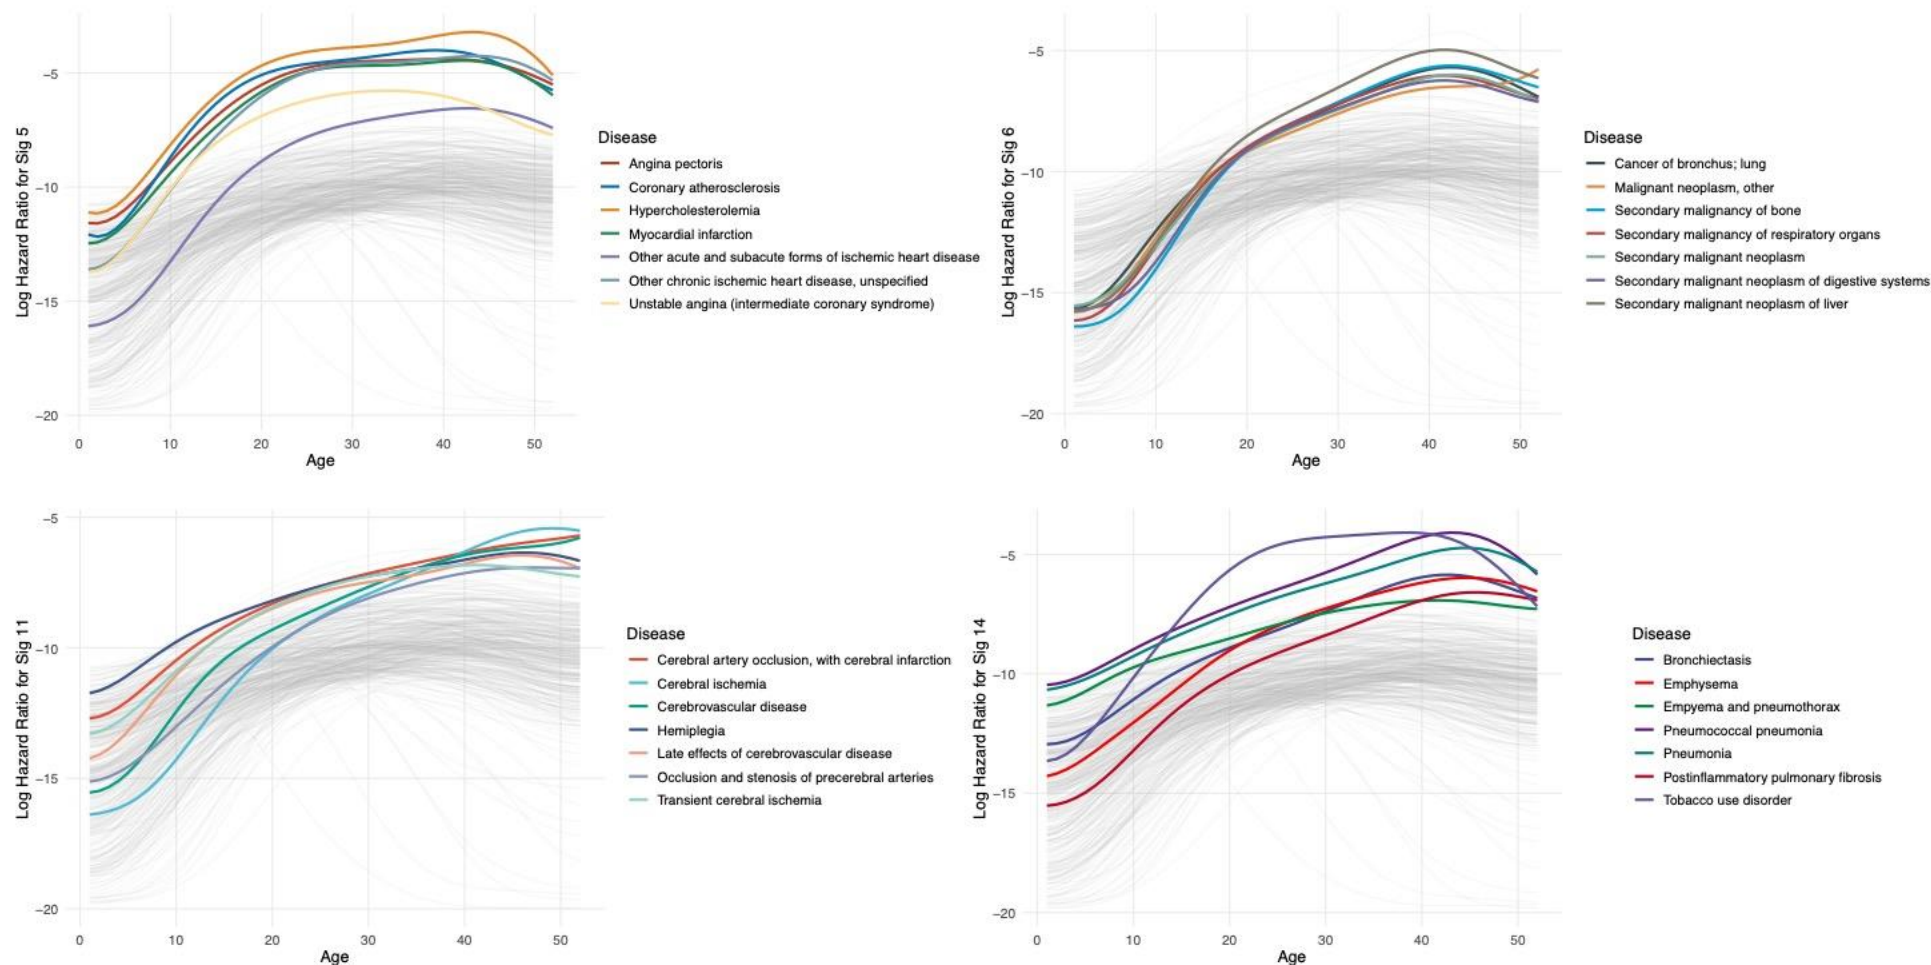 Log Hazard Ratio for Sig 5
−5
−10
−15
−20
0 10 20 30 40 50
Age
Disease
Angina pectoris
Coronary atherosclerosis
Hypercholesterolemia
Myocardial infarction
Other acute and subacute forms of ischemic heart disease
Other chronic ischemic heart disease, unspecified
Unstable angina (intermediate coronary syndrome)
Log Hazard Ratio for Sig 6
−5
−10
−15
−20
0 10 20 30 40 50
Age
Disease
Cancer of bronchus; lung
Malignant neoplasm, other
Secondary malignancy of bone
Secondary malignancy of respiratory organs
Secondary malignant neoplasm
Secondary malignant neoplasm of digestive systems
Secondary malignant neoplasm of liver
Log Hazard Ratio for Sig 11
−5
−10
−15
−20
0 10 20 30 40 50
Age
Disease
Cerebral artery occlusion, with cerebral infarction
Cerebral ischemia
Cerebrovascular disease
Hemiplegia
Late effects of cerebrovascular disease
Occlusion and stenosis of precerebral arteries
Transient cerebral ischemia
Log Hazard Ratio for Sig 14
−5
−10
−15
−20
0 10 20 30 40 50
Age
Disease
Bronchiectasis
Emphysema
Empyema and pneumothorax
Pneumococcal pneumonia
Pneumonia
Postinflammatory pulmonary fibrosis
Tobacco use disorder